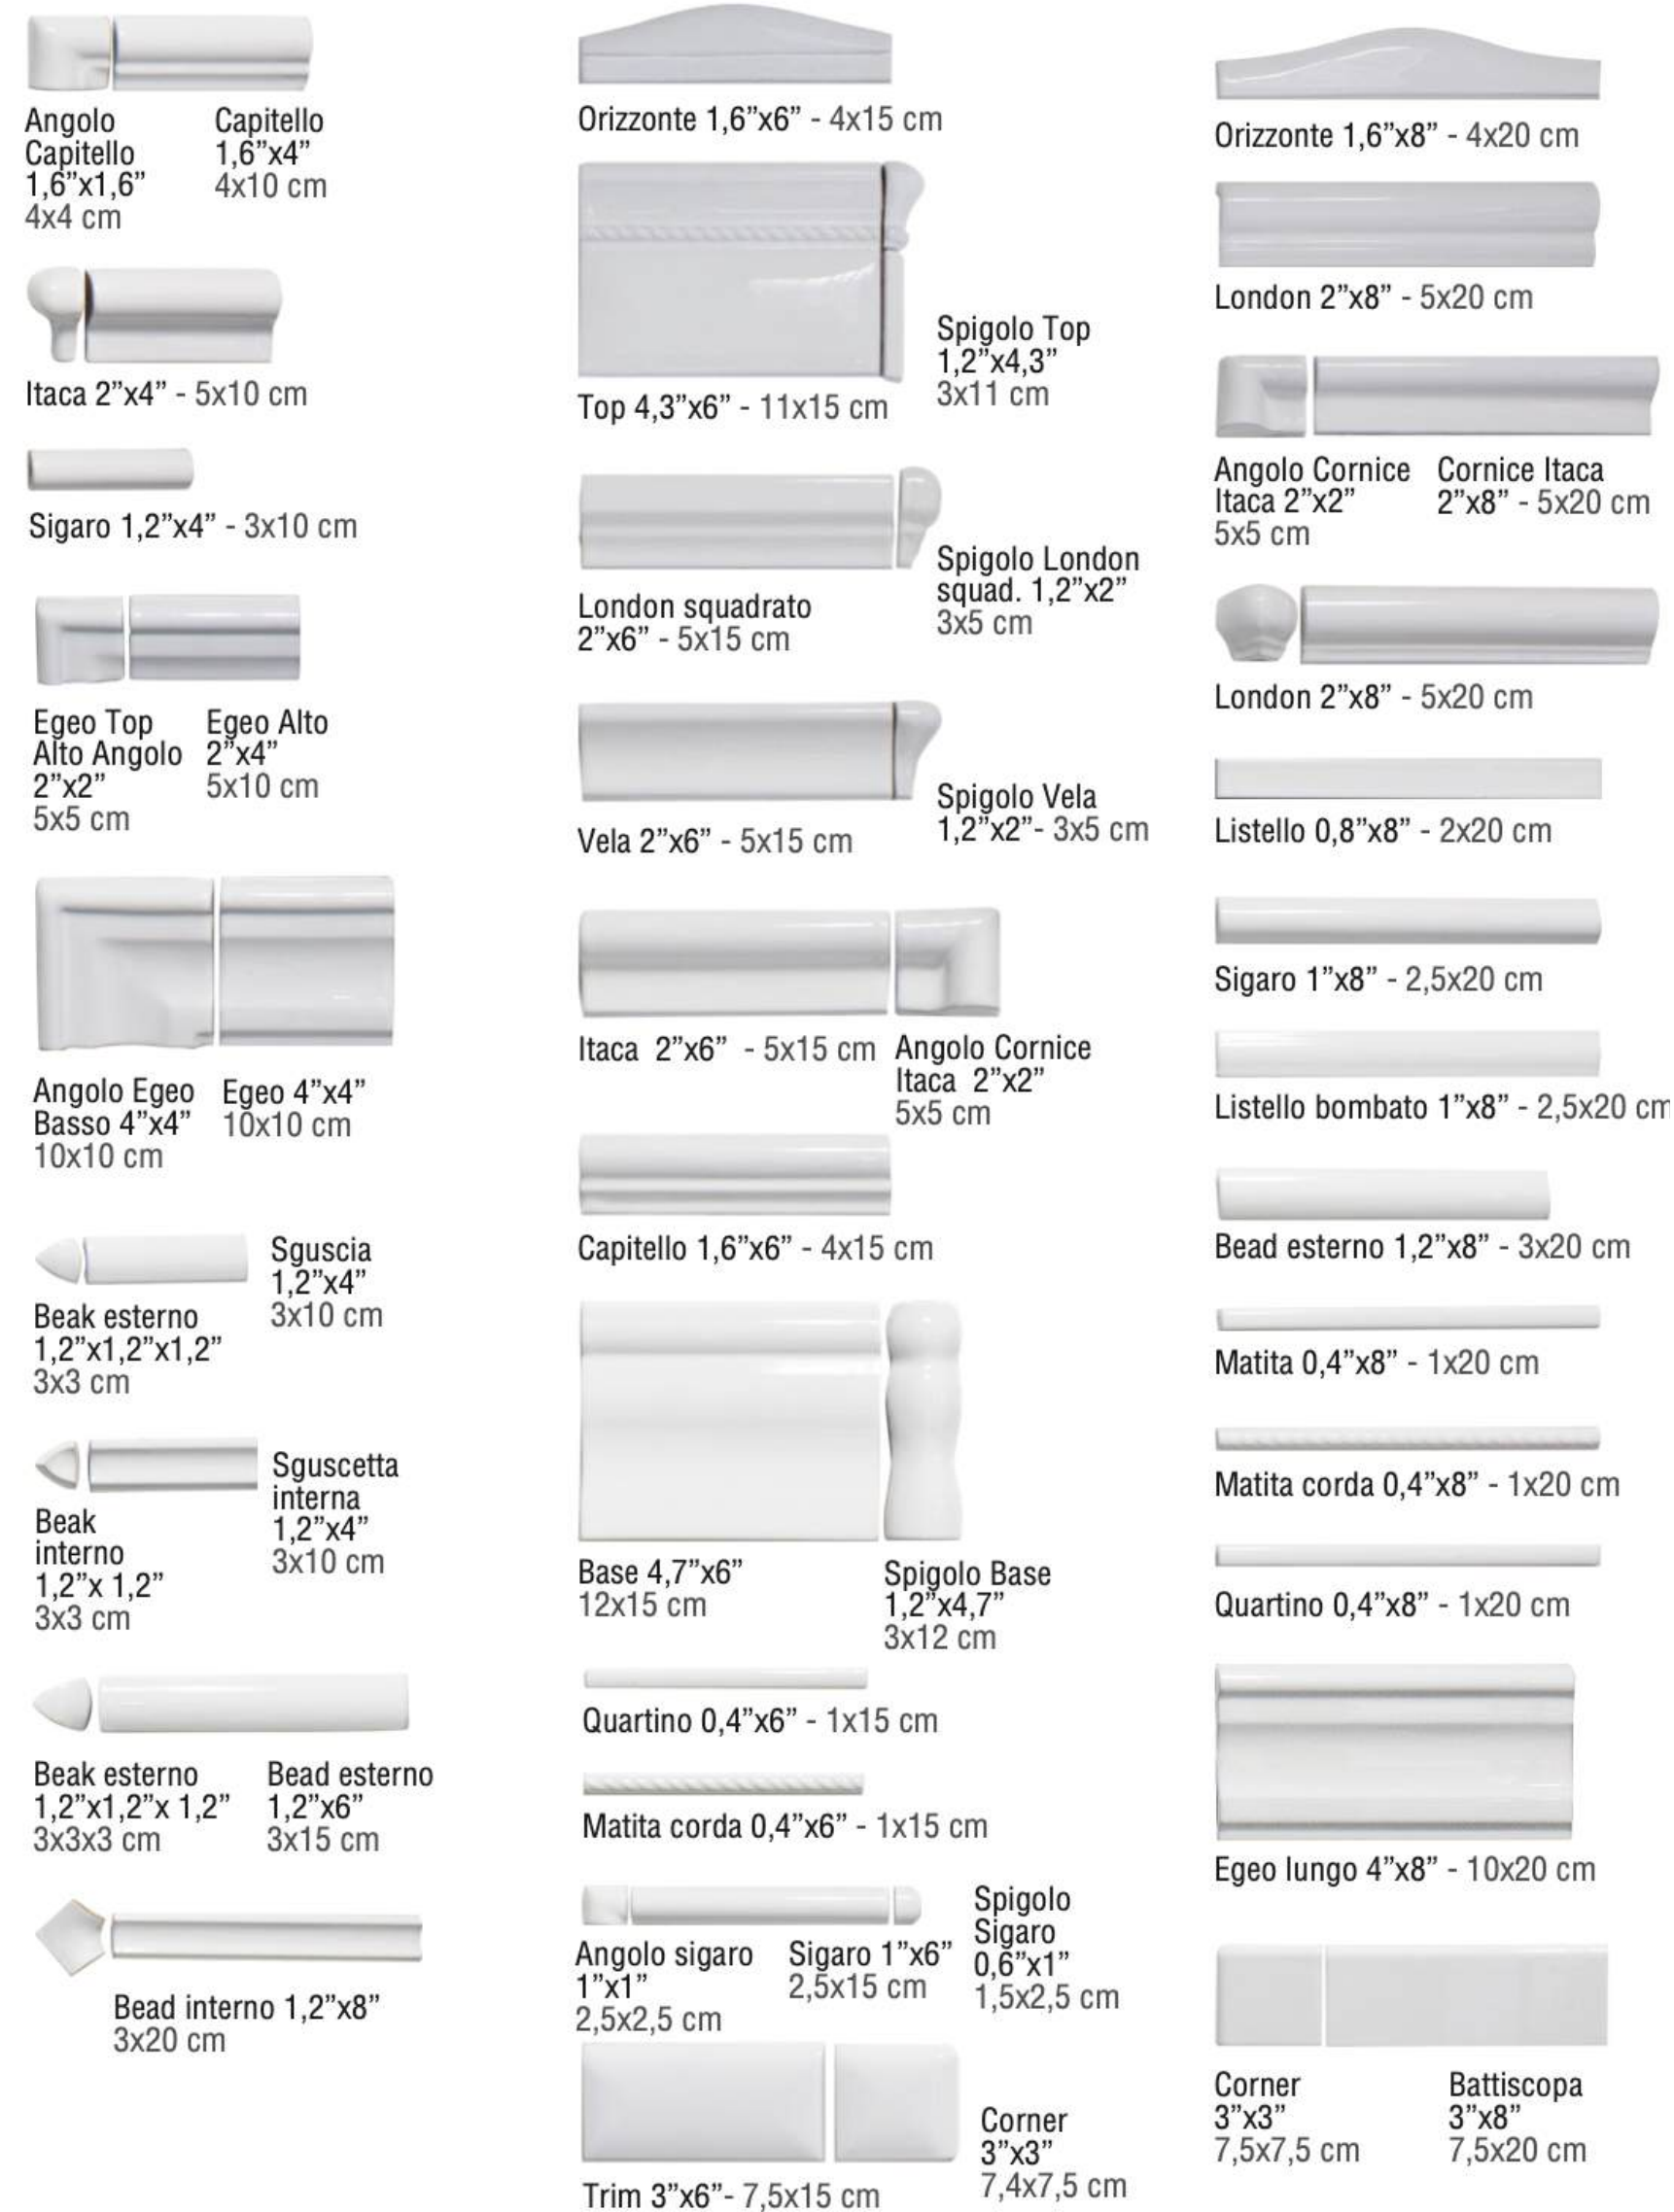 Angolo
Capitello
1,6”x1,6”
4x4 cm
Capitello
1,6”x4”
4x10 cm
Itaca 2”x4” - 5x10 cm
Sigaro 1,2”x4” - 3x10 cm
Egeo Top
Alto Angolo
2”x2”
5x5 cm
Egeo Alto
2”x4”
5x10 cm
Angolo Egeo
Basso 4”x4”
10x10 cm
Egeo 4”x4”
10x10 cm
Sguscia
1,2”x4”
3x10 cm
Beak esterno
1,2”x1,2”x1,2”
3x3 cm
Sguscetta
interna
1,2”x4”
3x10 cm
Beak
interno
1,2”x 1,2”
3x3 cm
Beak esterno
1,2”x1,2”x 1,2”
3x3x3 cm
Bead esterno
1,2”x6”
3x15 cm
Bead interno 1,2”x8”
3x20 cm
Orizzonte 1,6”x6” - 4x15 cm
Spigolo Top
1,2”x4,3”
3x11 cm
Top 4,3”x6” - 11x15 cm
Spigolo London
squad. 1,2”x2”
3x5 cm
London squadrato
2”x6” - 5x15 cm
Spigolo Vela
1,2”x2”- 3x5 cm
Vela 2”x6” - 5x15 cm
Itaca 2”x6” - 5x15 cm
Angolo Cornice
Itaca 2”x2”
5x5 cm
Capitello 1,6”x6” - 4x15 cm
Base 4,7”x6”
12x15 cm
Spigolo Base
1,2”x4,7”
3x12 cm
Quartino 0,4”x6” - 1x15 cm
Matita corda 0,4”x6” - 1x15 cm
Angolo sigaro
1”x1”
2,5x2,5 cm
Sigaro 1”x6”
2,5x15 cm
Spigolo
Sigaro
0,6”x1”
1,5x2,5 cm
Corner
3”x3”
7,4x7,5 cm
Trim 3”x6”- 7,5x15 cm
Orizzonte 1,6”x8” - 4x20 cm
London 2”x8” - 5x20 cm
Angolo Cornice
Itaca 2”x2”
5x5 cm
Cornice Itaca
2”x8” - 5x20 cm
London 2”x8” - 5x20 cm
Listello 0,8”x8” - 2x20 cm
Sigaro 1”x8” - 2,5x20 cm
Listello bombato 1”x8” - 2,5x20 cm
Bead esterno 1,2”x8” - 3x20 cm
Matita 0,4”x8” - 1x20 cm
Matita corda 0,4”x8” - 1x20 cm
Quartino 0,4”x8” - 1x20 cm
Egeo lungo 4”x8” - 10x20 cm
Corner
3”x3”
7,5x7,5 cm
Battiscopa
3”x8”
7,5x20 cm